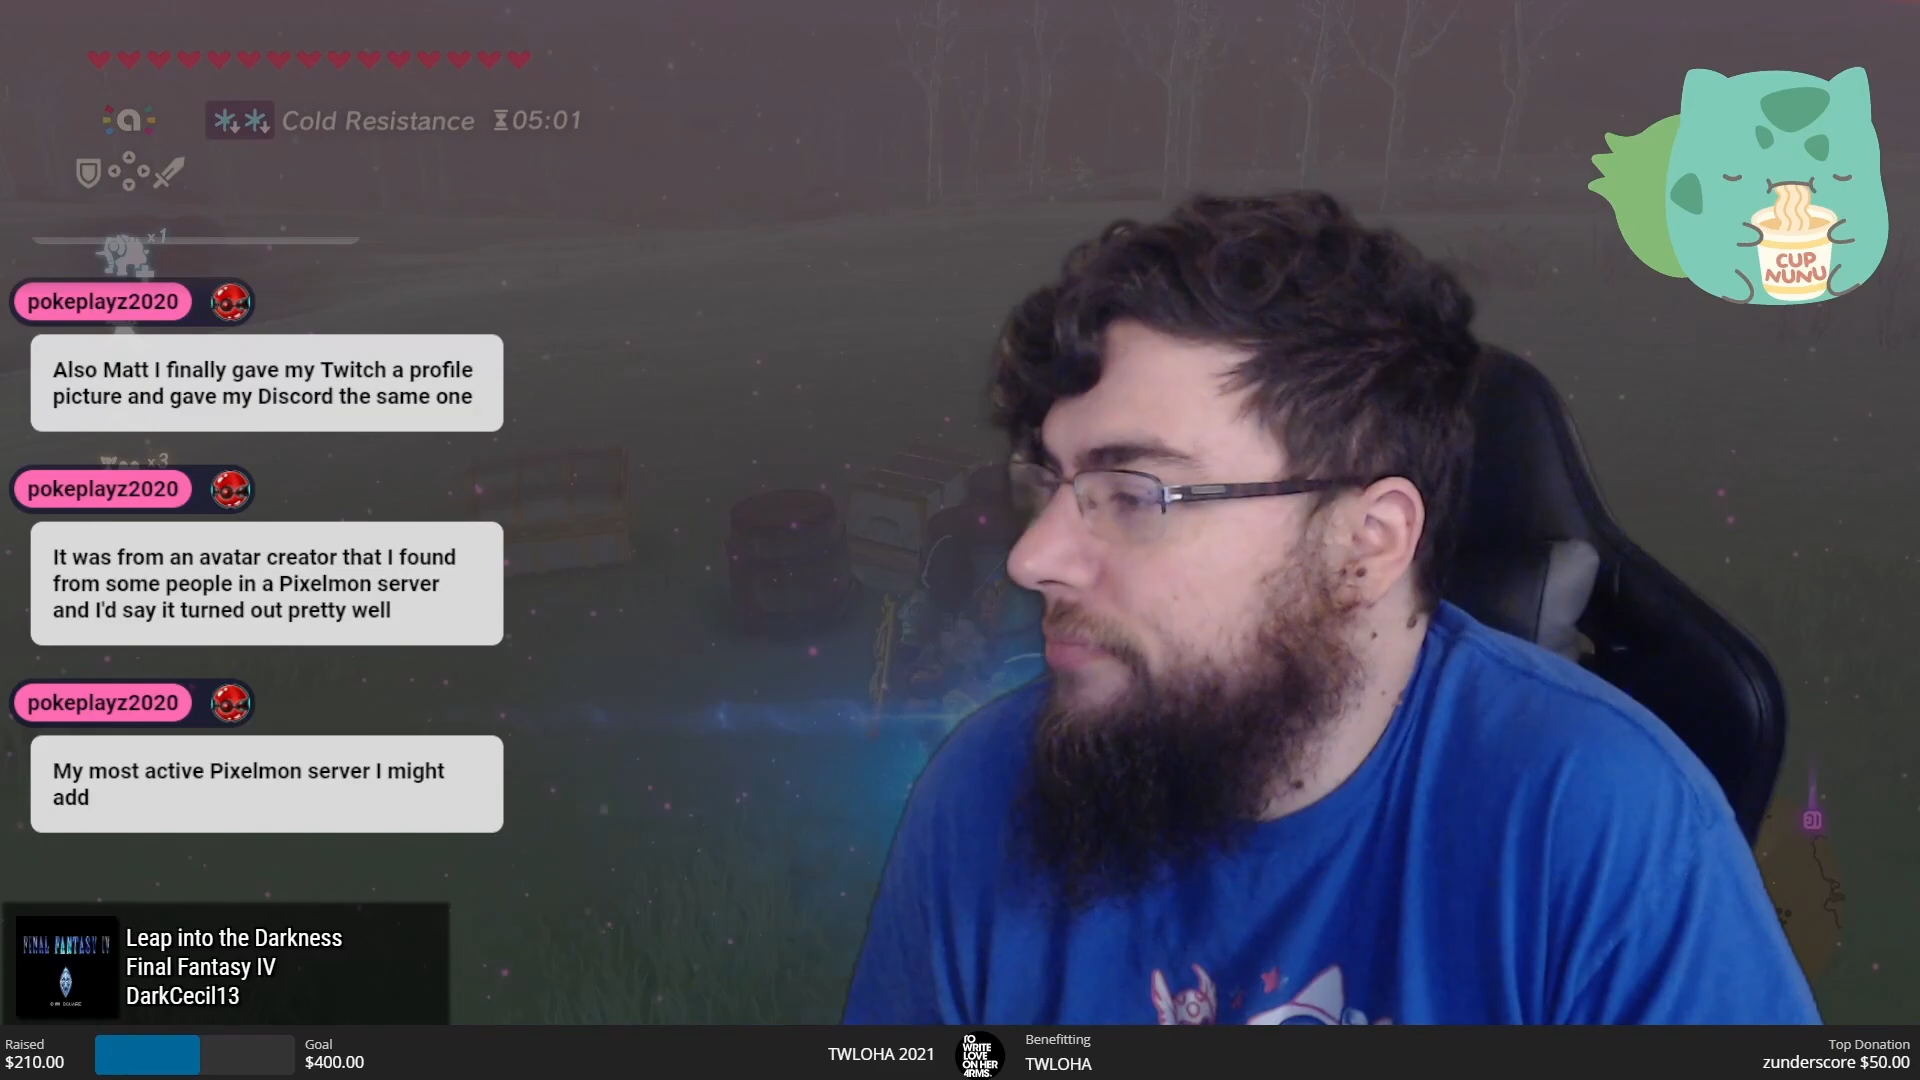 Cold Resistance 05:01
×1
pokeplayz2020
Also Matt I finally gave my Twitch a profile
picture and gave my Discord the same one
×3
pokeplayz2020
It was from an avatar creator that I found
from some people in a Pixelmon server
and I'd say it turned out pretty well
pokeplayz2020
My most active Pixelmon server I might
add
CUP
NUNU
FINAL FANTASY IV
Leap into the Darkness
Final Fantasy IV
DarkCecil13
Raised
$210.00
Goal
$400.00
TWLOHA 2021
TO
WRITE
LOVE
ON HER
ARMS.
Benefitting
TWLOHA
Top Donation
zunderscore $50.00